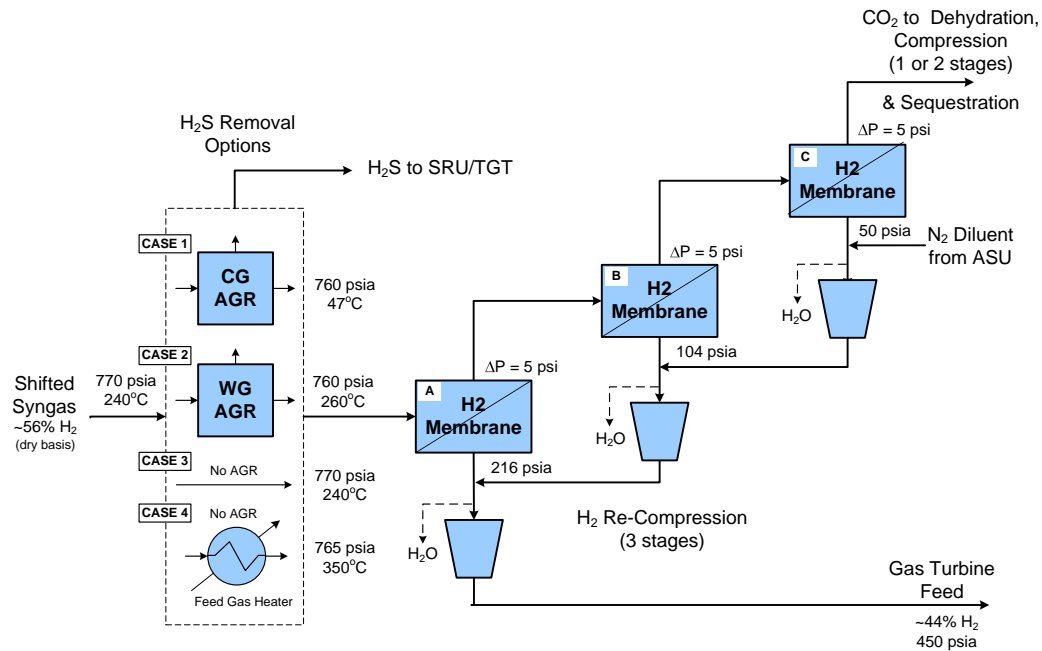 CO₂ to Dehydration,
Compression
(1 or 2 stages)
& Sequestration
H₂S Removal
Options
H₂S to SRU/TGT
ΔP = 5 psi
C
H2
Membrane
50 psia
N₂ Diluent
from ASU
H₂O
CASE 1
CG
AGR
760 psia
47°C
ΔP = 5 psi
B
H2
Membrane
104 psia
H₂O
CASE 2
WG
AGR
Shifted
Syngas
~56% H₂
(dry basis)
770 psia
240°C
760 psia
260°C
ΔP = 5 psi
A
H2
Membrane
216 psia
H₂O
CASE 3
No AGR
770 psia
240°C
CASE 4
No AGR
765 psia
350°C
Feed Gas Heater
H₂ Re-Compression
(3 stages)
Gas Turbine
Feed
~44% H₂
450 psia